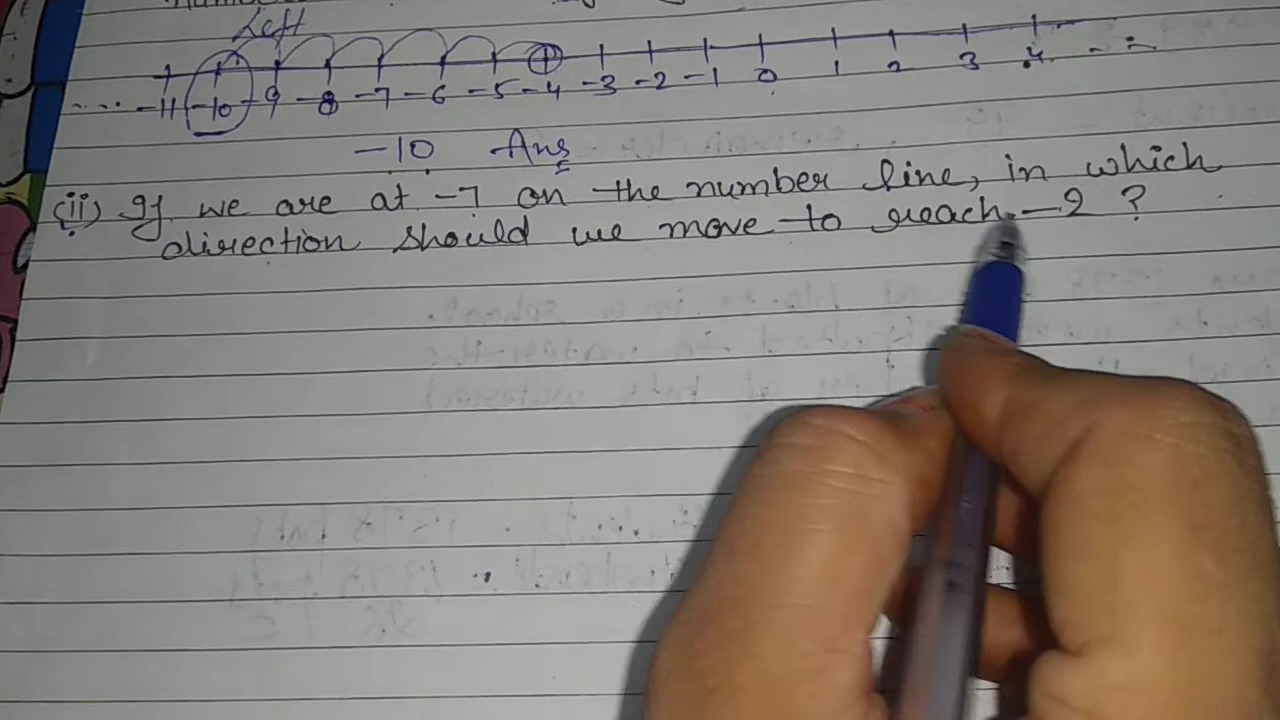 Left
.... -11 -10 -9 -8 -7 -6 -5 -4 -3 -2 -1 0 1 2 3 4 ...
-10 Ans
(ii) If we are at -7 on the number line, in which
direction should we move to reach -2 ?